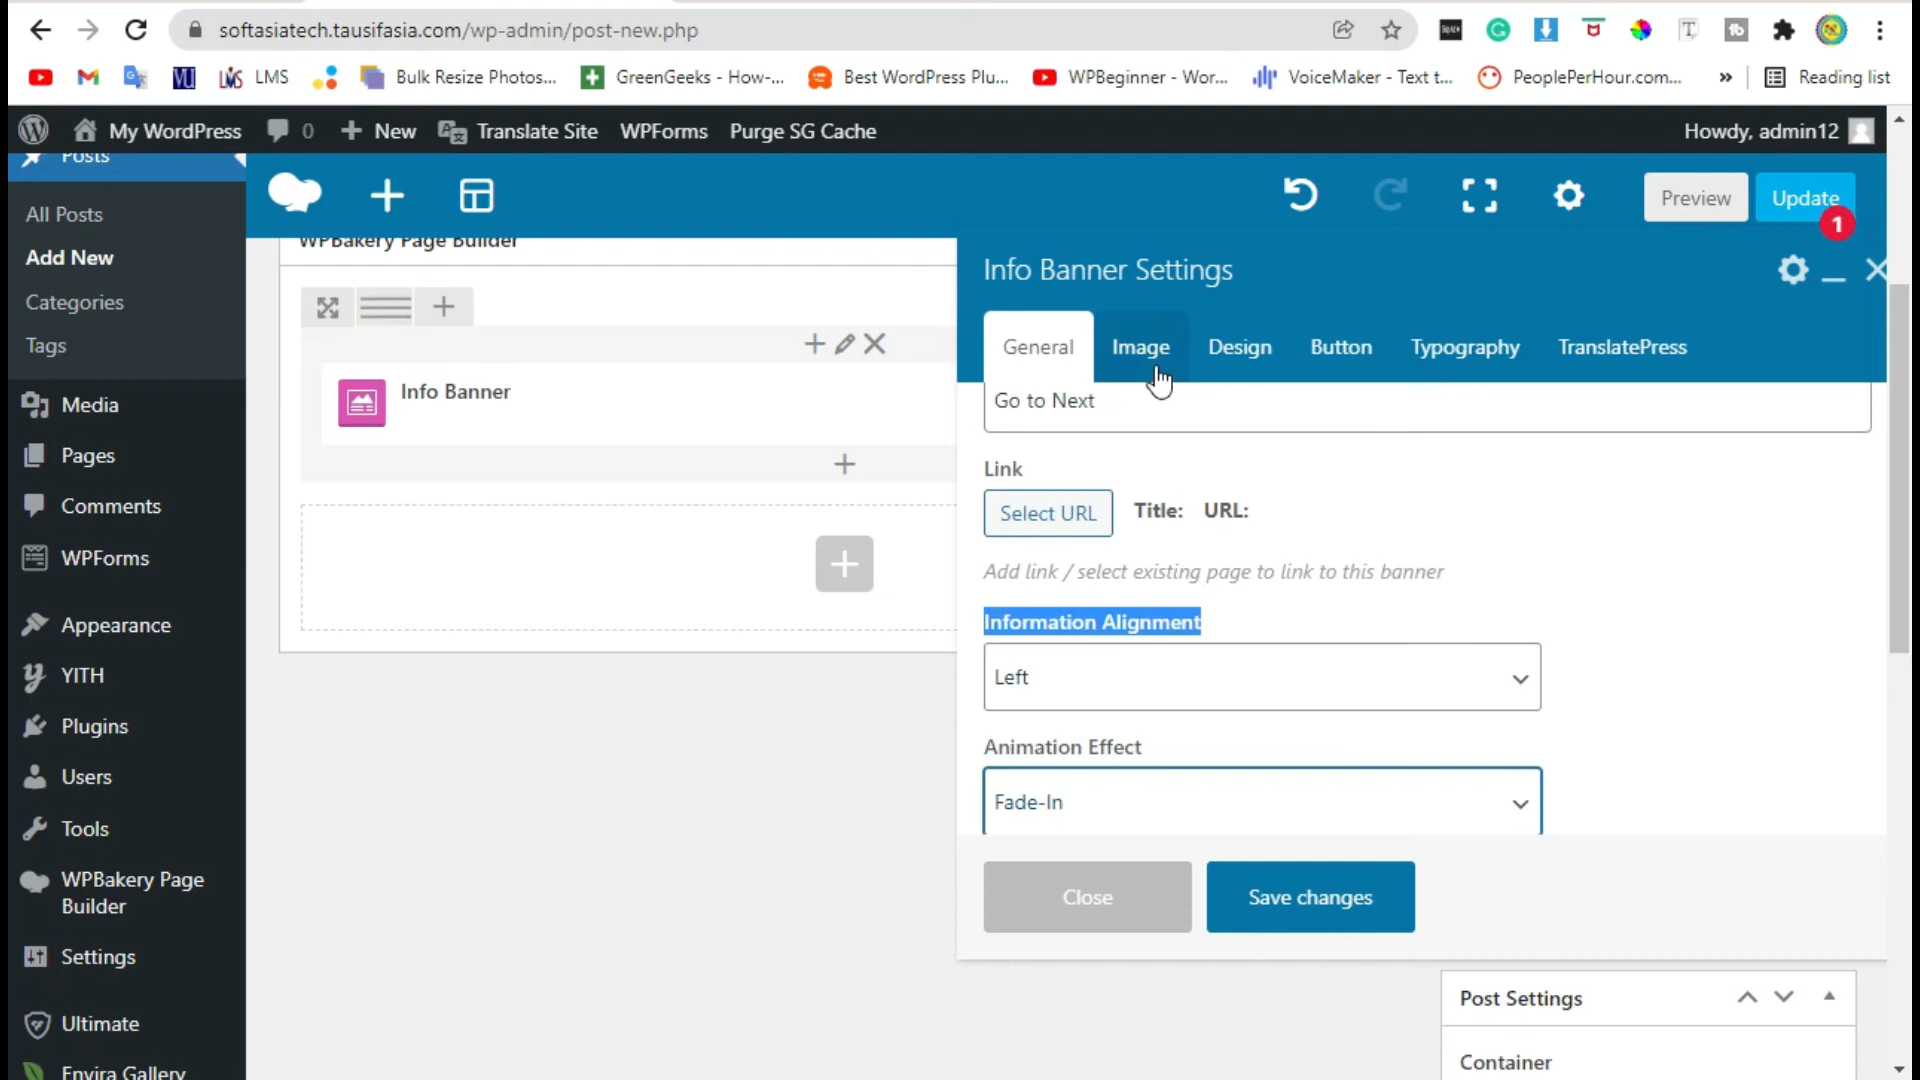 softasiatech.tausifasia.com/wp-admin/post-new.php
LMS
Bulk Resize Photos...
GreenGeeks - How-...
Best WordPress Plu...
WPBeginner - Wor...
VoiceMaker - Text t...
PeoplePerHour.com...
»
Reading list
My WordPress
0
New
Translate Site
WPForms
Purge SG Cache
Howdy, admin12
Posts
All Posts
Add New
Categories
Tags
Media
Pages
Comments
WPForms
Appearance
YITH
Plugins
Users
Tools
WPBakery Page
Builder
Settings
Ultimate
Envira Gallery
Preview
Update
1
WPBakery Page Builder
Info Banner
Info Banner Settings
General
Image
Design
Button
Typography
TranslatePress
Go to Next
Link
Select URL
Title: URL:
Add link / select existing page to link to this banner
Information Alignment
Left
Animation Effect
Fade-In
Close
Save changes
Post Settings
Container